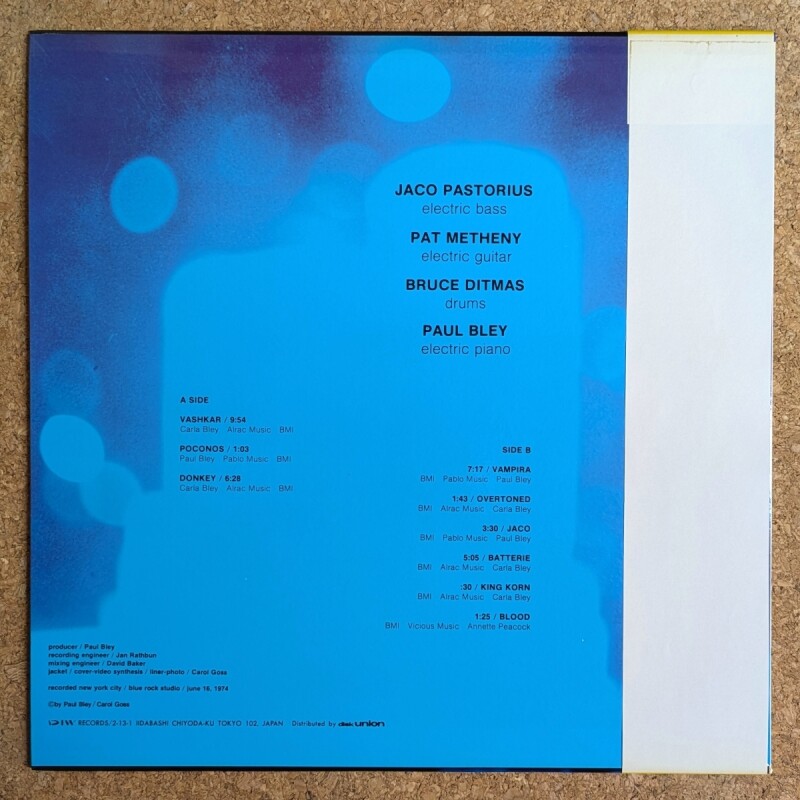 JACO PASTORIUS
electric bass
PAT METHENY
electric guitar
BRUCE DITMAS
drums
PAUL BLEY
electric piano
A SIDE
VASHKAR / 9:54
Carla Bley Alrac Music BMI
POCONOS / 1:03
Paul Bley Pablo Music BMI
DONKEY / 6:28
Carla Bley Alrac Music BMI
SIDE B
7:17 / VAMPIRA
BMI Pablo Music Paul Bley
1:43 / OVERTONED
BMI Alrac Music Carla Bley
3:30 / JACO
BMI Pablo Music Paul Bley
5:05 / BATTERIE
BMI Alrac Music Carla Bley
:30 / KING KORN
BMI Alrac Music Carla Bley
1:25 / BLOOD
BMI Vicious Music Annette Peacock
producer / Paul Bley
recording engineer / Jan Rathbun
mixing engineer / David Baker
jacket / cover-video synthesis / liner-photo / Carol Goss
recorded new york city / blue rock studio / june 16, 1974
©by Paul Bley / Carol Goss
DIW RECORDS/2-13-1 IIDABASHI CHIYODA-KU TOKYO 102, JAPAN Distributed by disk union